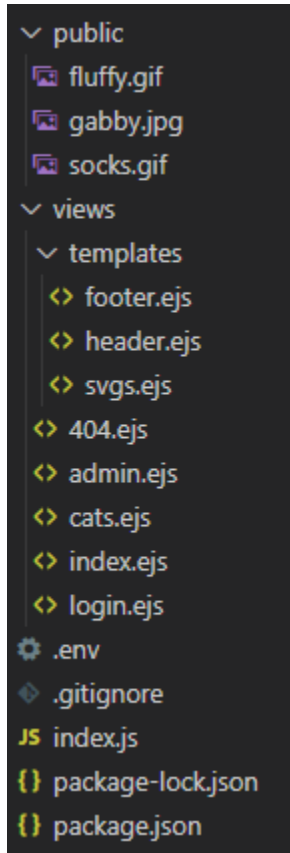 public
fluffy.gif
gabby.jpg
socks.gif
views
templates
<> footer.ejs
<> header.ejs
<> svgs.ejs
<> 404.ejs
<> admin.ejs
<> cats.ejs
<> index.ejs
<> login.ejs
.env
.gitignore
JS index.js
{} package-lock.json
{} package.json